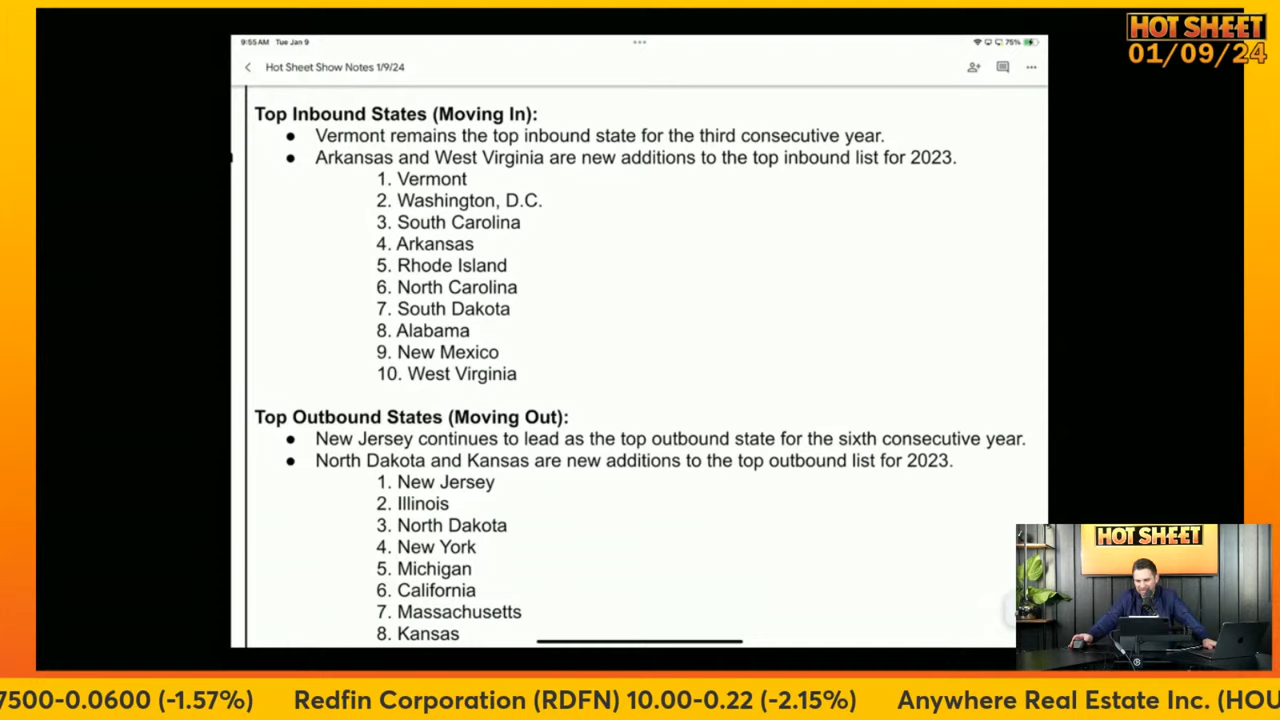 HOT SHEET
01/09/24
9:55 AM Tue Jan 9
75%
Hot Sheet Show Notes 1/9/24
Top Inbound States (Moving In):
● Vermont remains the top inbound state for the third consecutive year.
● Arkansas and West Virginia are new additions to the top inbound list for 2023.
1. Vermont
2. Washington, D.C.
3. South Carolina
4. Arkansas
5. Rhode Island
6. North Carolina
7. South Dakota
8. Alabama
9. New Mexico
10. West Virginia
Top Outbound States (Moving Out):
● New Jersey continues to lead as the top outbound state for the sixth consecutive year.
● North Dakota and Kansas are new additions to the top outbound list for 2023.
1. New Jersey
2. Illinois
3. North Dakota
4. New York
5. Michigan
6. California
7. Massachusetts
8. Kansas
HOT SHEET
7500-0.0600 (-1.57%) Redfin Corporation (RDFN) 10.00-0.22 (-2.15%) Anywhere Real Estate Inc. (HOU